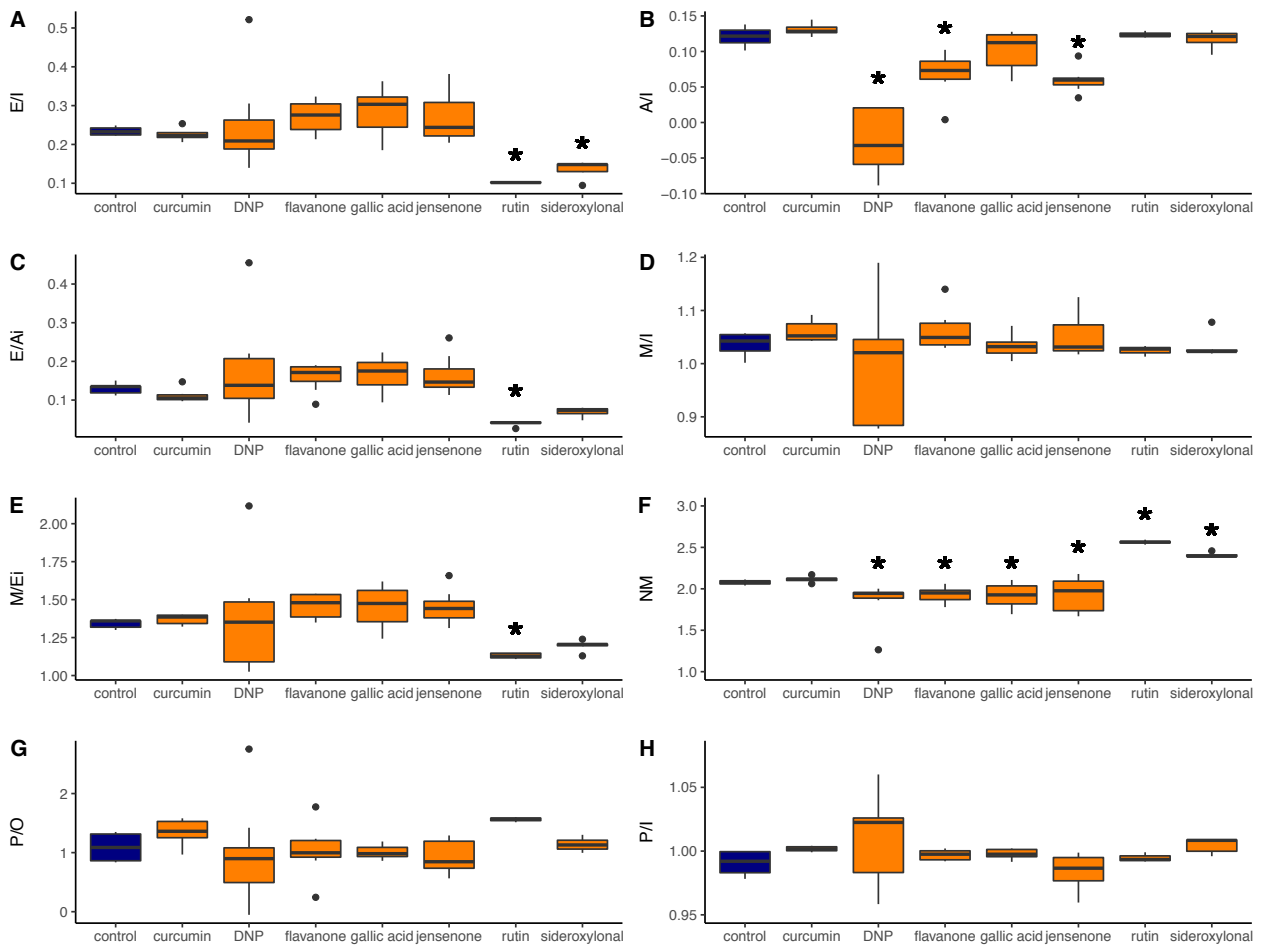 A
E/I
0.5
0.4
0.3
0.2
0.1
control curcumin DNP flavanone gallic acid jensenone rutin sideroxylonal
B
A/I
0.15
0.10
0.05
0.00
−0.05
−0.10
control curcumin DNP flavanone gallic acid jensenone rutin sideroxylonal
C
E/Ai
0.4
0.3
0.2
0.1
control curcumin DNP flavanone gallic acid jensenone rutin sideroxylonal
D
M/I
1.2
1.1
1.0
0.9
control curcumin DNP flavanone gallic acid jensenone rutin sideroxylonal
E
M/Ei
2.00
1.75
1.50
1.25
1.00
control curcumin DNP flavanone gallic acid jensenone rutin sideroxylonal
F
NM
3.0
2.5
2.0
1.5
1.0
control curcumin DNP flavanone gallic acid jensenone rutin sideroxylonal
G
P/O
2
1
0
control curcumin DNP flavanone gallic acid jensenone rutin sideroxylonal
H
P/I
1.05
1.00
0.95
control curcumin DNP flavanone gallic acid jensenone rutin sideroxylonal